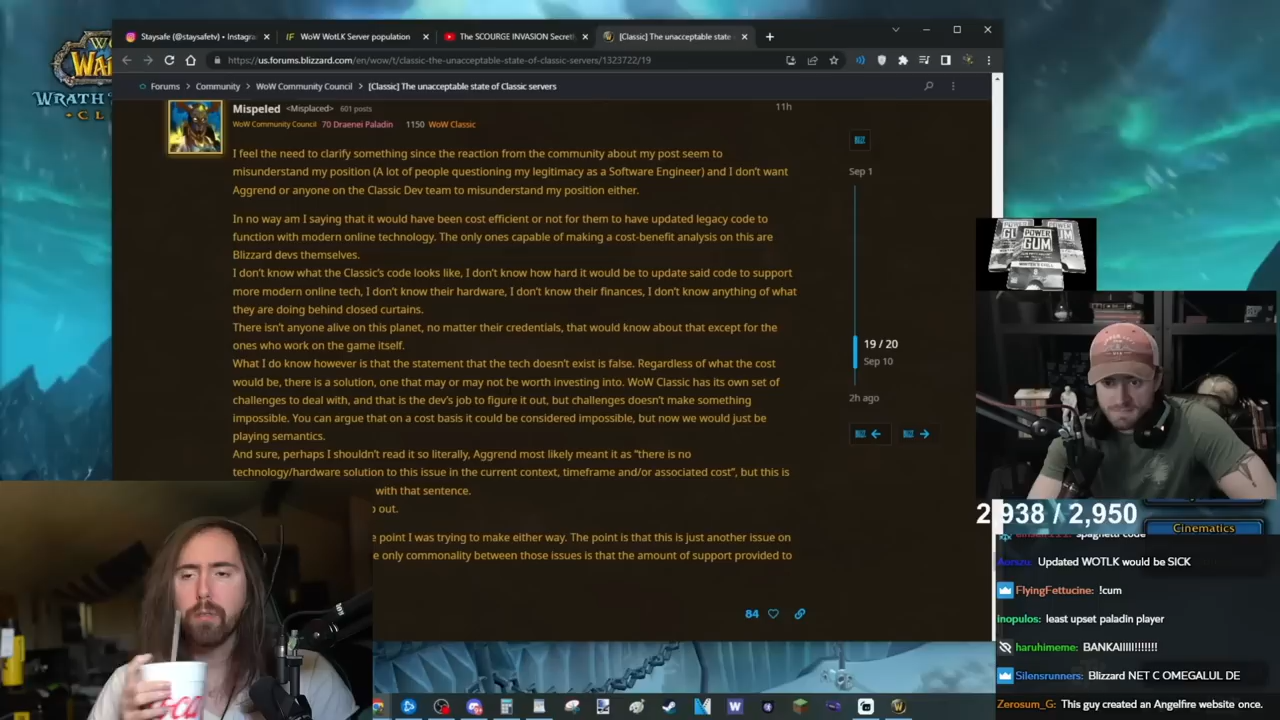 Staysafe (@staysafetv) • Instagra
WoW WotLK Server population
The SCOURGE INVASION Secret
[Classic] The unacceptable state
https://us.forums.blizzard.com/en/wow/t/classic-the-unacceptable-state-of-classic-servers/1323722/19
Forums > Community > WoW Community Council > [Classic] The unacceptable state of Classic servers
Mispeled <Misplaced> 601 posts
11h
WoW Community Council 70 Draenei Paladin 1150 WoW Classic
I feel the need to clarify something since the reaction from the community about my post seem to
misunderstand my position (A lot of people questioning my legitimacy as a Software Engineer) and I don't want
Aggrend or anyone on the Classic Dev team to misunderstand my position either.
In no way am I saying that it would have been cost efficient or not for them to have updated legacy code to
function with modern online technology. The only ones capable of making a cost-benefit analysis on this are
Blizzard devs themselves.
I don't know what the Classic's code looks like, I don't know how hard it would be to update said code to support
more modern online tech, I don't know their hardware, I don't know their finances, I don't know anything of what
they are doing behind closed curtains.
There isn't anyone alive on this planet, no matter their credentials, that would know about that except for the
ones who work on the game itself.
What I do know however is that the statement that the tech doesn't exist is false. Regardless of what the cost
would be, there is a solution, one that may or may not be worth investing into. WoW Classic has its own set of
challenges to deal with, and that is the dev's job to figure it out, but challenges doesn't make something
impossible. You can argue that on a cost basis it could be considered impossible, but now we would just be
playing semantics.
And sure, perhaps I shouldn't read it so literally, Aggrend most likely meant it as "there is no
technology/hardware solution to this issue in the current context, timeframe and/or associated cost", but this is
with that sentence.
out.
point I was trying to make either way. The point is that this is just another issue on
only commonality between those issues is that the amount of support provided to
84
Sep 1
19 / 20
Sep 10
2h ago
WRATH
CL
POWER
GUM
2,938 / 2,950
Cinematics
spaghetti code
Updated WOTLK would be SICK
FlyingFettucine: !cum
inopulos: least upset paladin player
haruhimeme: BANKAIIIII!!!!!!!!
Silensrunners: Blizzard NET C OMEGALUL DE
Zerosum_G: This guy created an Angelfire website once.